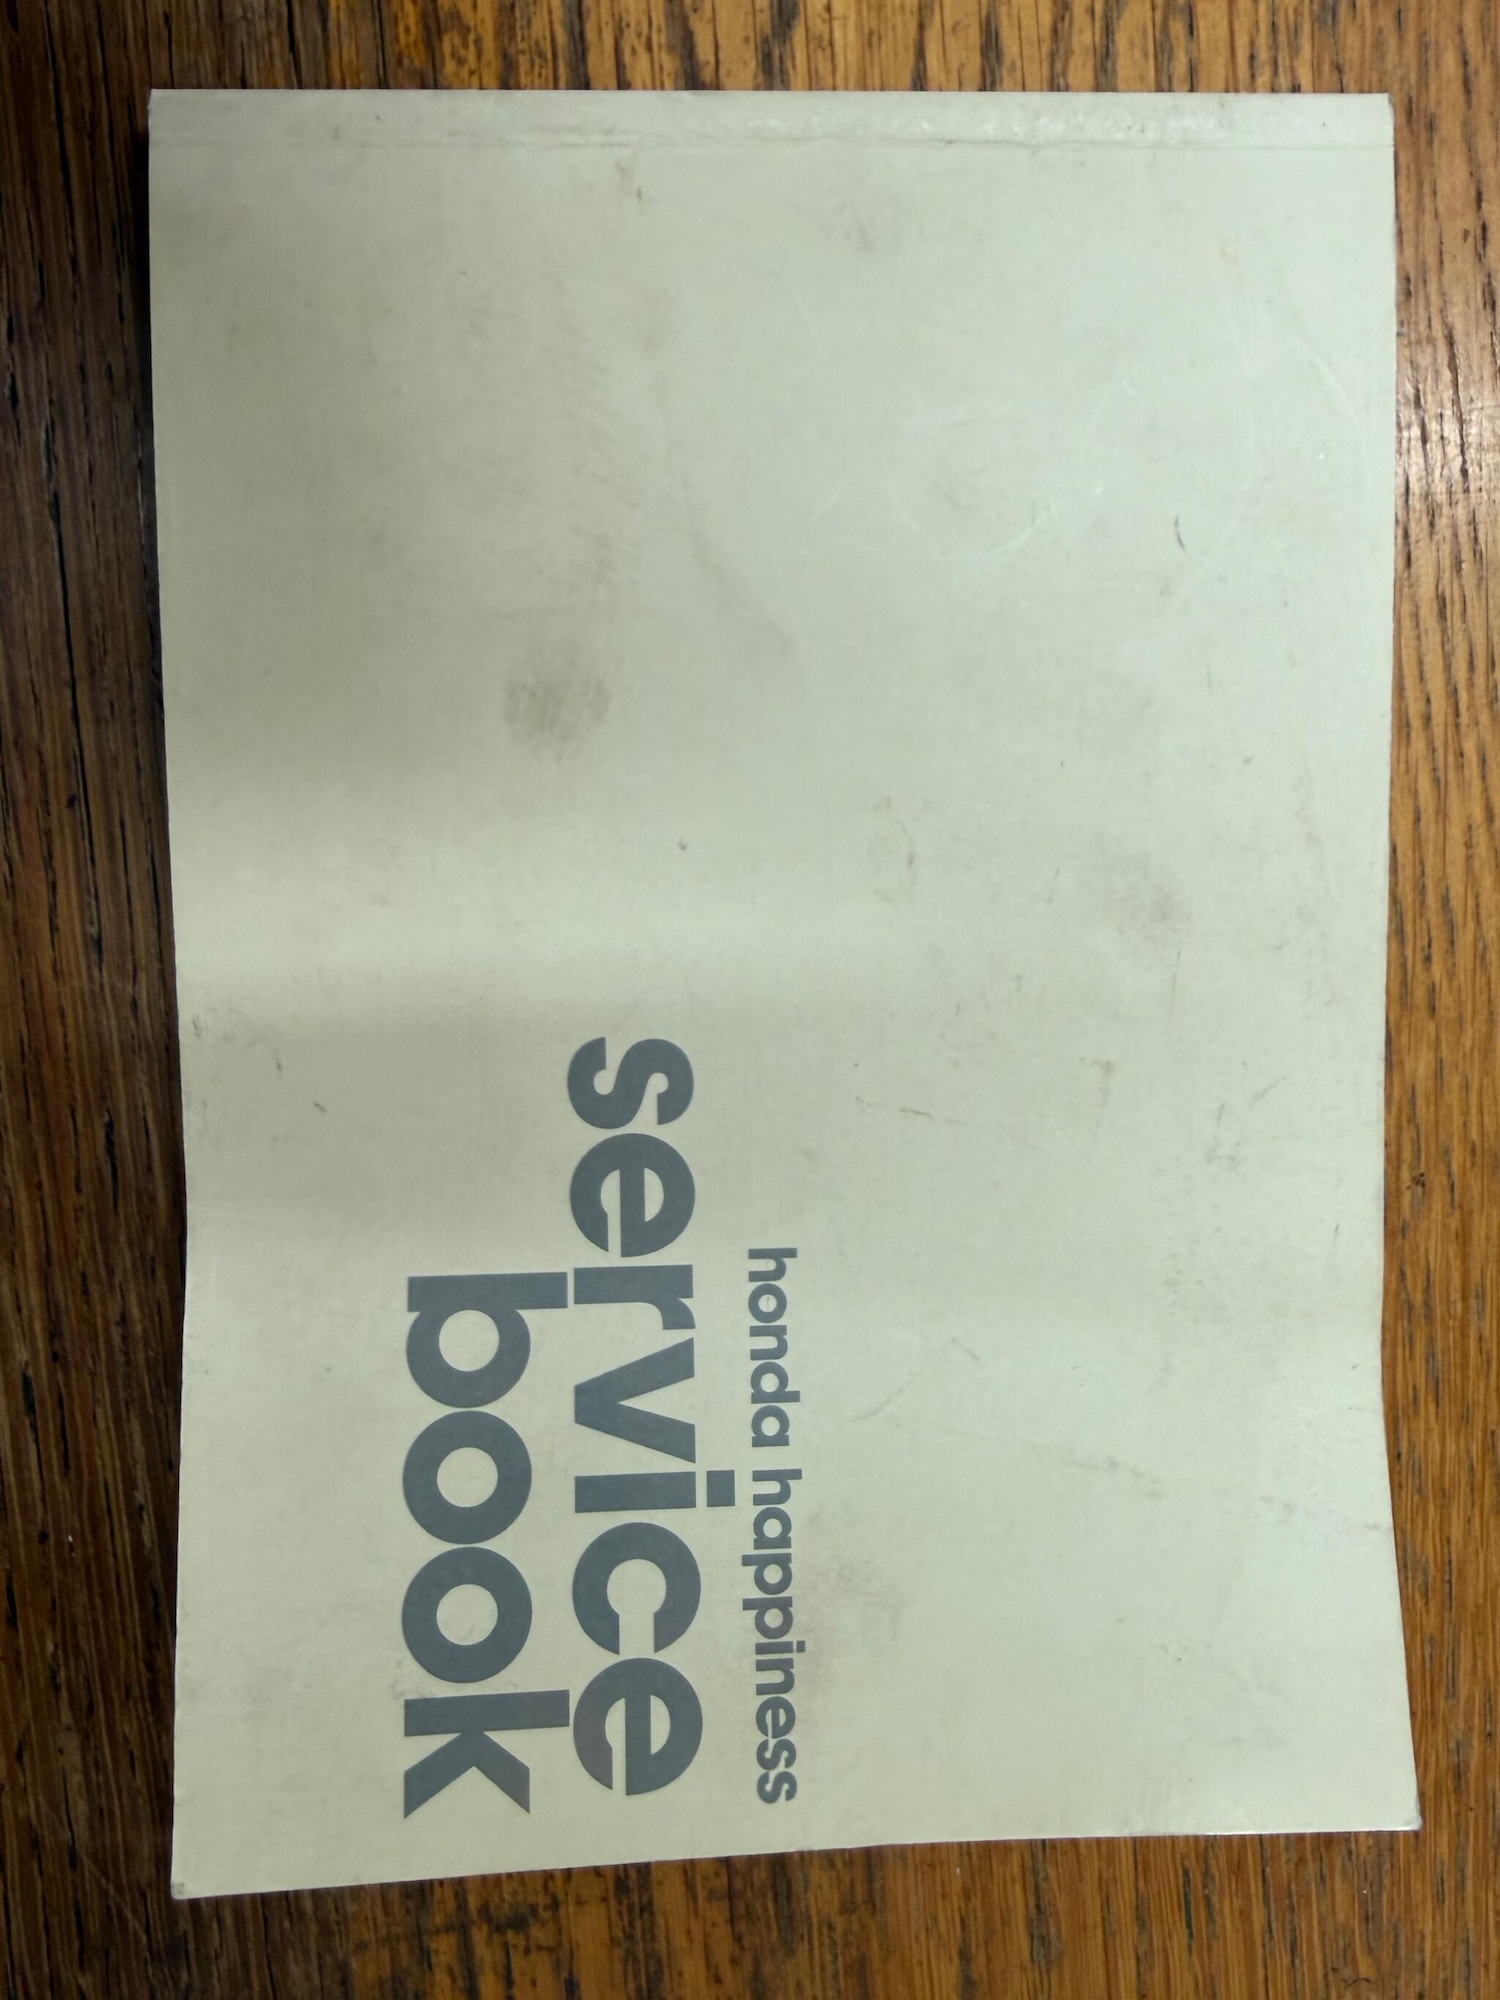 honda happiness
service
book